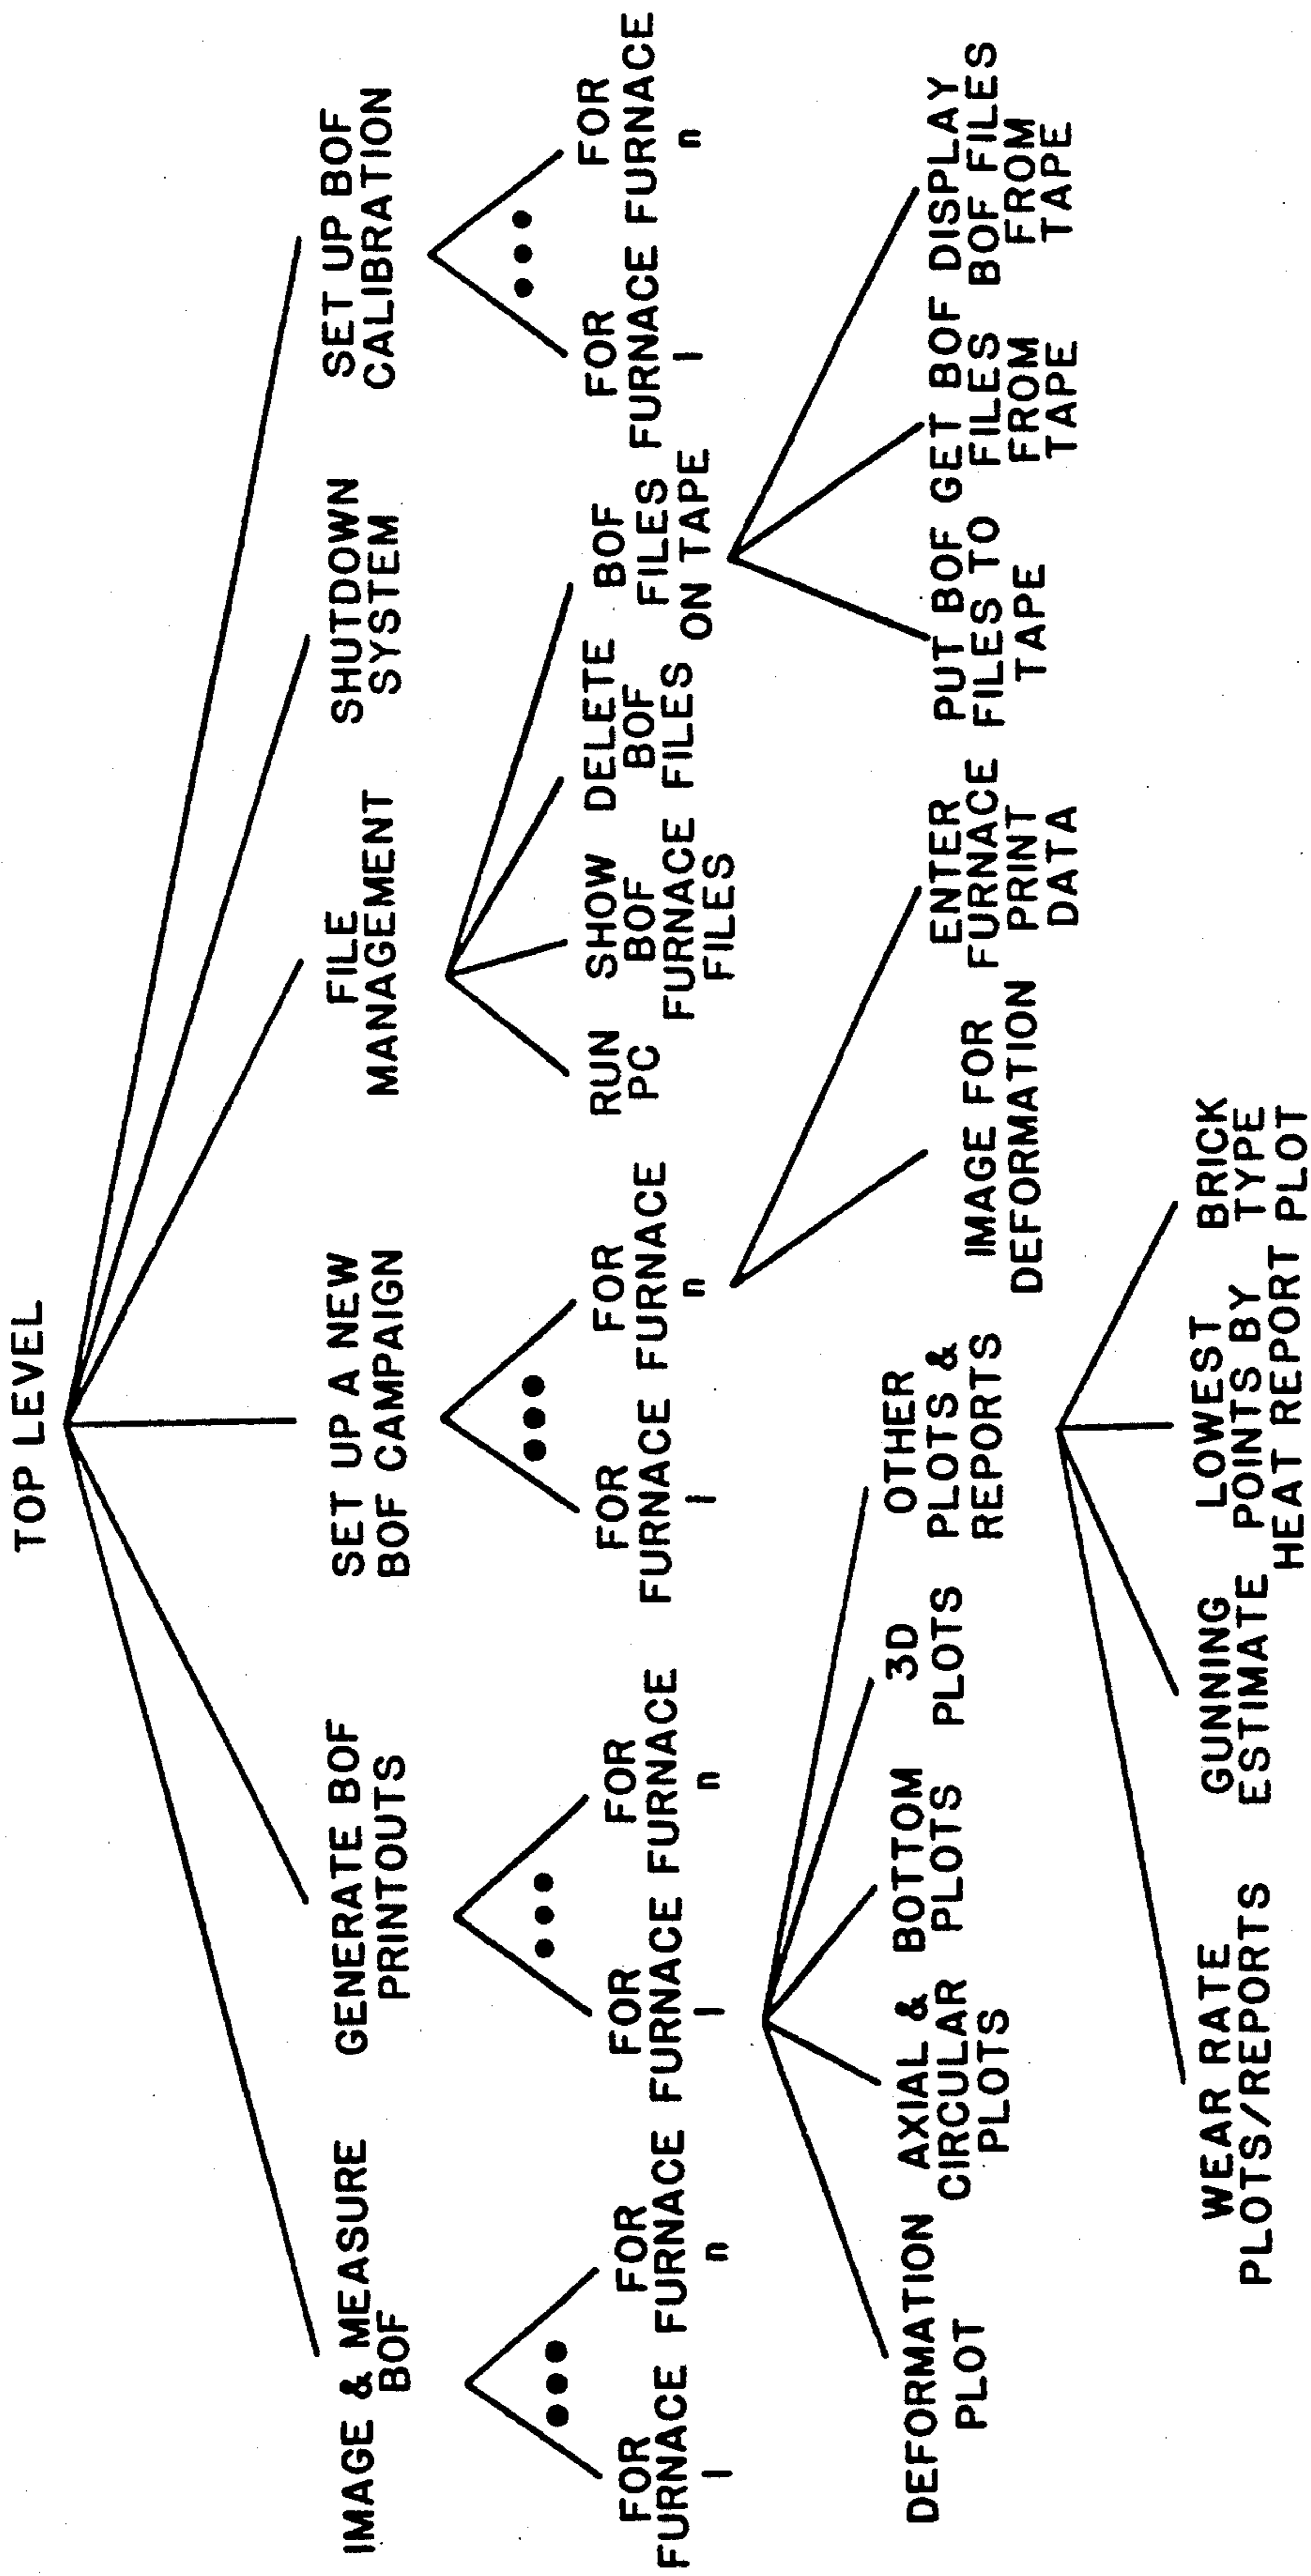 TOP LEVEL
IMAGE & MEASURE
BOF
GENERATE BOF
PRINTOUTS
SET UP A NEW
BOF CAMPAIGN
FILE
MANAGEMENT
SHUTDOWN
SYSTEM
SET UP BOF
CALIBRATION
FOR
FURNACE
I
FOR
FURNACE
n
FOR
FURNACE
I
FOR
FURNACE
n
FOR
FURNACE
I
FOR
FURNACE
n
RUN
PC
SHOW
BOF
FURNACE
FILES
DELETE
BOF
FILES
BOF
FILES
ON TAPE
FOR
FURNACE
I
FOR
FURNACE
n
DEFORMATION
PLOT
AXIAL &
CIRCULAR
PLOTS
BOTTOM
PLOTS
3D
PLOTS
OTHER
PLOTS &
REPORTS
IMAGE FOR
DEFORMATION
ENTER
FURNACE
PRINT
DATA
PUT BOF
FILES TO
TAPE
GET BOF
FILES
FROM
TAPE
DISPLAY
BOF FILES
FROM
TAPE
WEAR RATE
PLOTS/REPORTS
GUNNING
ESTIMATE
LOWEST
POINTS BY
HEAT REPORT
BRICK
TYPE
PLOT